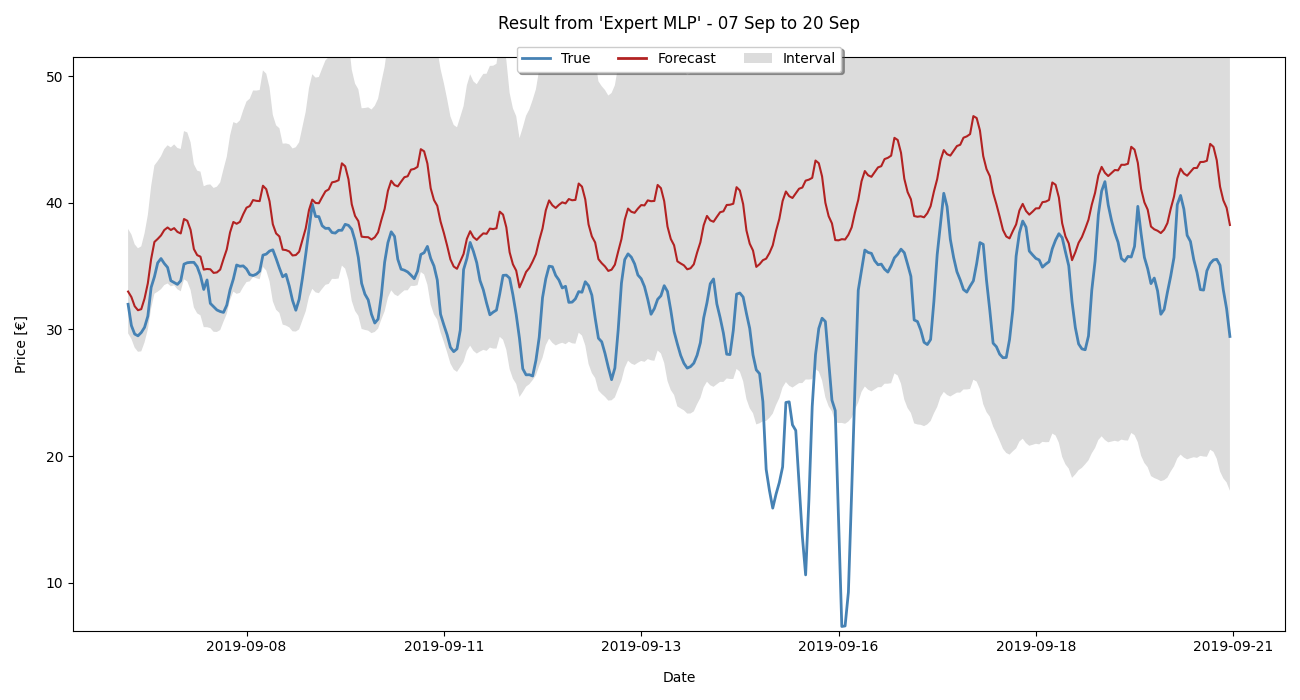 Result from 'Expert MLP' - 07 Sep to 20 Sep
True Forecast Interval
50
40
30
20
10
Price [€]
2019-09-08 2019-09-11 2019-09-13 2019-09-16 2019-09-18 2019-09-21
Date